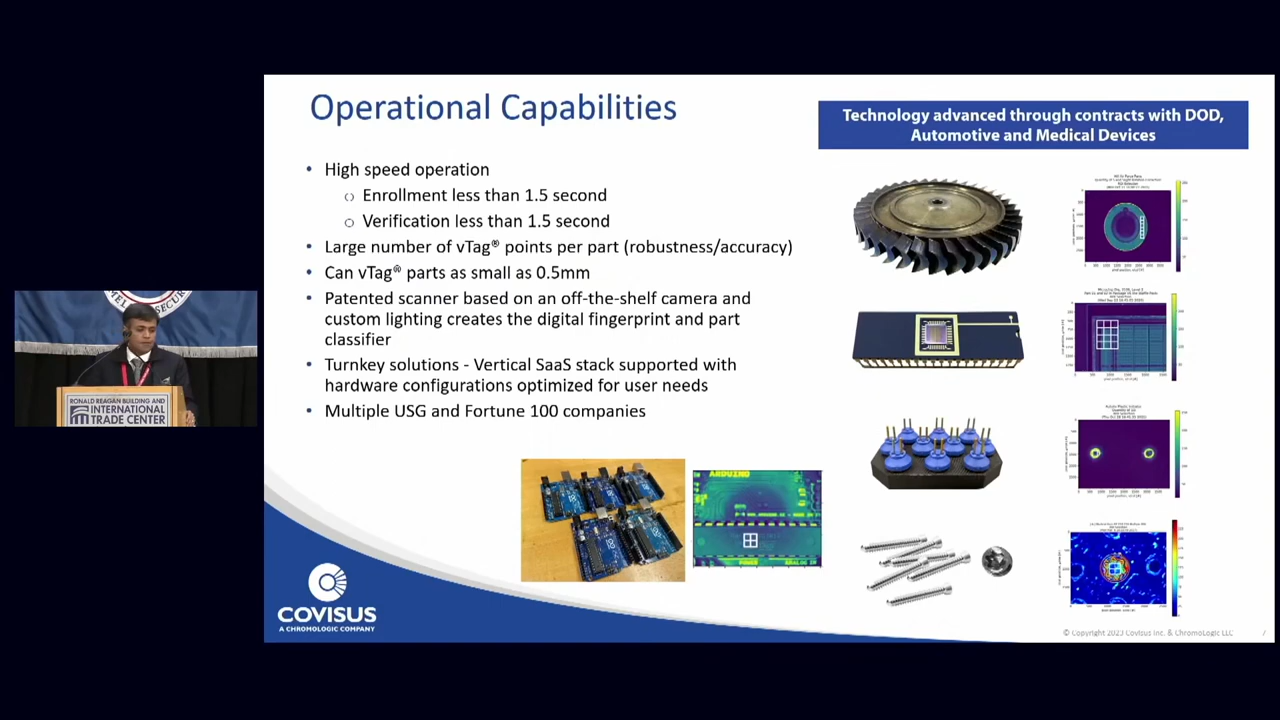 Operational Capabilities
Technology advanced through contracts with DOD,
Automotive and Medical Devices
• High speed operation
Enrollment less than 1.5 second
Verification less than 1.5 second
• Large number of vTag® points per part (robustness/accuracy)
• Can vTag® parts as small as 0.5mm
• Patented scanner based on an off-the-shelf camera and
custom lighting creates the digital fingerprint and part
classifier
• Turnkey solutions - Vertical SaaS stack supported with
hardware configurations optimized for user needs
• Multiple USG and Fortune 100 companies
RONALD REAGAN BUILDING AND
INTERNATIONAL
TRADE CENTER
ARDUINO
POWER ANALOG IN
COVISUS
A CHROMOLOGIC COMPANY
© Copyright 2023 Covisus Inc. & ChromoLogic LLC
7